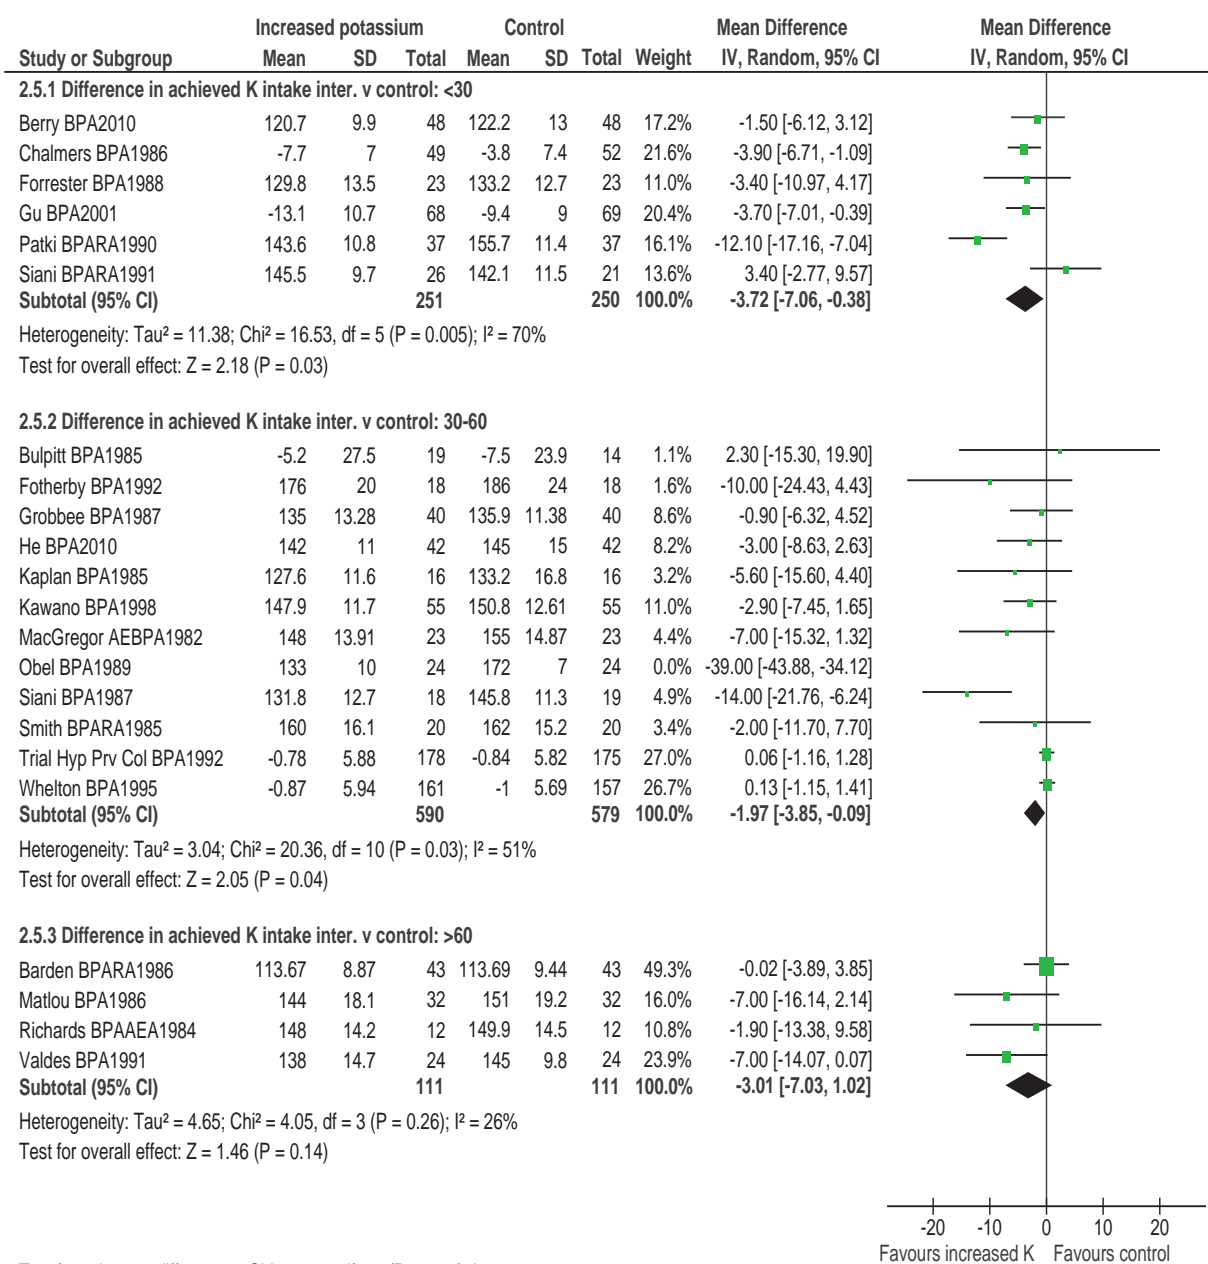 Increased potassium Control Mean Difference Mean Difference
Study or Subgroup Mean SD Total Mean SD Total Weight IV, Random, 95% CI IV, Random, 95% CI
2.5.1 Difference in achieved K intake inter. v control: <30
Berry BPA2010 120.7 9.9 48 122.2 13 48 17.2% -1.50 [-6.12, 3.12]
Chalmers BPA1986 -7.7 7 49 -3.8 7.4 52 21.6% -3.90 [-6.71, -1.09]
Forrester BPA1988 129.8 13.5 23 133.2 12.7 23 11.0% -3.40 [-10.97, 4.17]
Gu BPA2001 -13.1 10.7 68 -9.4 9 69 20.4% -3.70 [-7.01, -0.39]
Patki BPARA1990 143.6 10.8 37 155.7 11.4 37 16.1% -12.10 [-17.16, -7.04]
Siani BPARA1991 145.5 9.7 26 142.1 11.5 21 13.6% 3.40 [-2.77, 9.57]
Subtotal (95% CI) 251 250 100.0% -3.72 [-7.06, -0.38]
Heterogeneity: Tau² = 11.38; Chi² = 16.53, df = 5 (P = 0.005); I² = 70%
Test for overall effect: Z = 2.18 (P = 0.03)
2.5.2 Difference in achieved K intake inter. v control: 30-60
Bulpitt BPA1985 -5.2 27.5 19 -7.5 23.9 14 1.1% 2.30 [-15.30, 19.90]
Fotherby BPA1992 176 20 18 186 24 18 1.6% -10.00 [-24.43, 4.43]
Grobbee BPA1987 135 13.28 40 135.9 11.38 40 8.6% -0.90 [-6.32, 4.52]
He BPA2010 142 11 42 145 15 42 8.2% -3.00 [-8.63, 2.63]
Kaplan BPA1985 127.6 11.6 16 133.2 16.8 16 3.2% -5.60 [-15.60, 4.40]
Kawano BPA1998 147.9 11.7 55 150.8 12.61 55 11.0% -2.90 [-7.45, 1.65]
MacGregor AEBPA1982 148 13.91 23 155 14.87 23 4.4% -7.00 [-15.32, 1.32]
Obel BPA1989 133 10 24 172 7 24 0.0% -39.00 [-43.88, -34.12]
Siani BPA1987 131.8 12.7 18 145.8 11.3 19 4.9% -14.00 [-21.76, -6.24]
Smith BPARA1985 160 16.1 20 162 15.2 20 3.4% -2.00 [-11.70, 7.70]
Trial Hyp Prv Col BPA1992 -0.78 5.88 178 -0.84 5.82 175 27.0% 0.06 [-1.16, 1.28]
Whelton BPA1995 -0.87 5.94 161 -1 5.69 157 26.7% 0.13 [-1.15, 1.41]
Subtotal (95% CI) 590 579 100.0% -1.97 [-3.85, -0.09]
Heterogeneity: Tau² = 3.04; Chi² = 20.36, df = 10 (P = 0.03); I² = 51%
Test for overall effect: Z = 2.05 (P = 0.04)
2.5.3 Difference in achieved K intake inter. v control: >60
Barden BPARA1986 113.67 8.87 43 113.69 9.44 43 49.3% -0.02 [-3.89, 3.85]
Matlou BPA1986 144 18.1 32 151 19.2 32 16.0% -7.00 [-16.14, 2.14]
Richards BPAAEA1984 148 14.2 12 149.9 14.5 12 10.8% -1.90 [-13.38, 9.58]
Valdes BPA1991 138 14.7 24 145 9.8 24 23.9% -7.00 [-14.07, 0.07]
Subtotal (95% CI) 111 111 100.0% -3.01 [-7.03, 1.02]
Heterogeneity: Tau² = 4.65; Chi² = 4.05, df = 3 (P = 0.26); I² = 26%
Test for overall effect: Z = 1.46 (P = 0.14)
-20 -10 0 10 20
Favours increased K Favours control